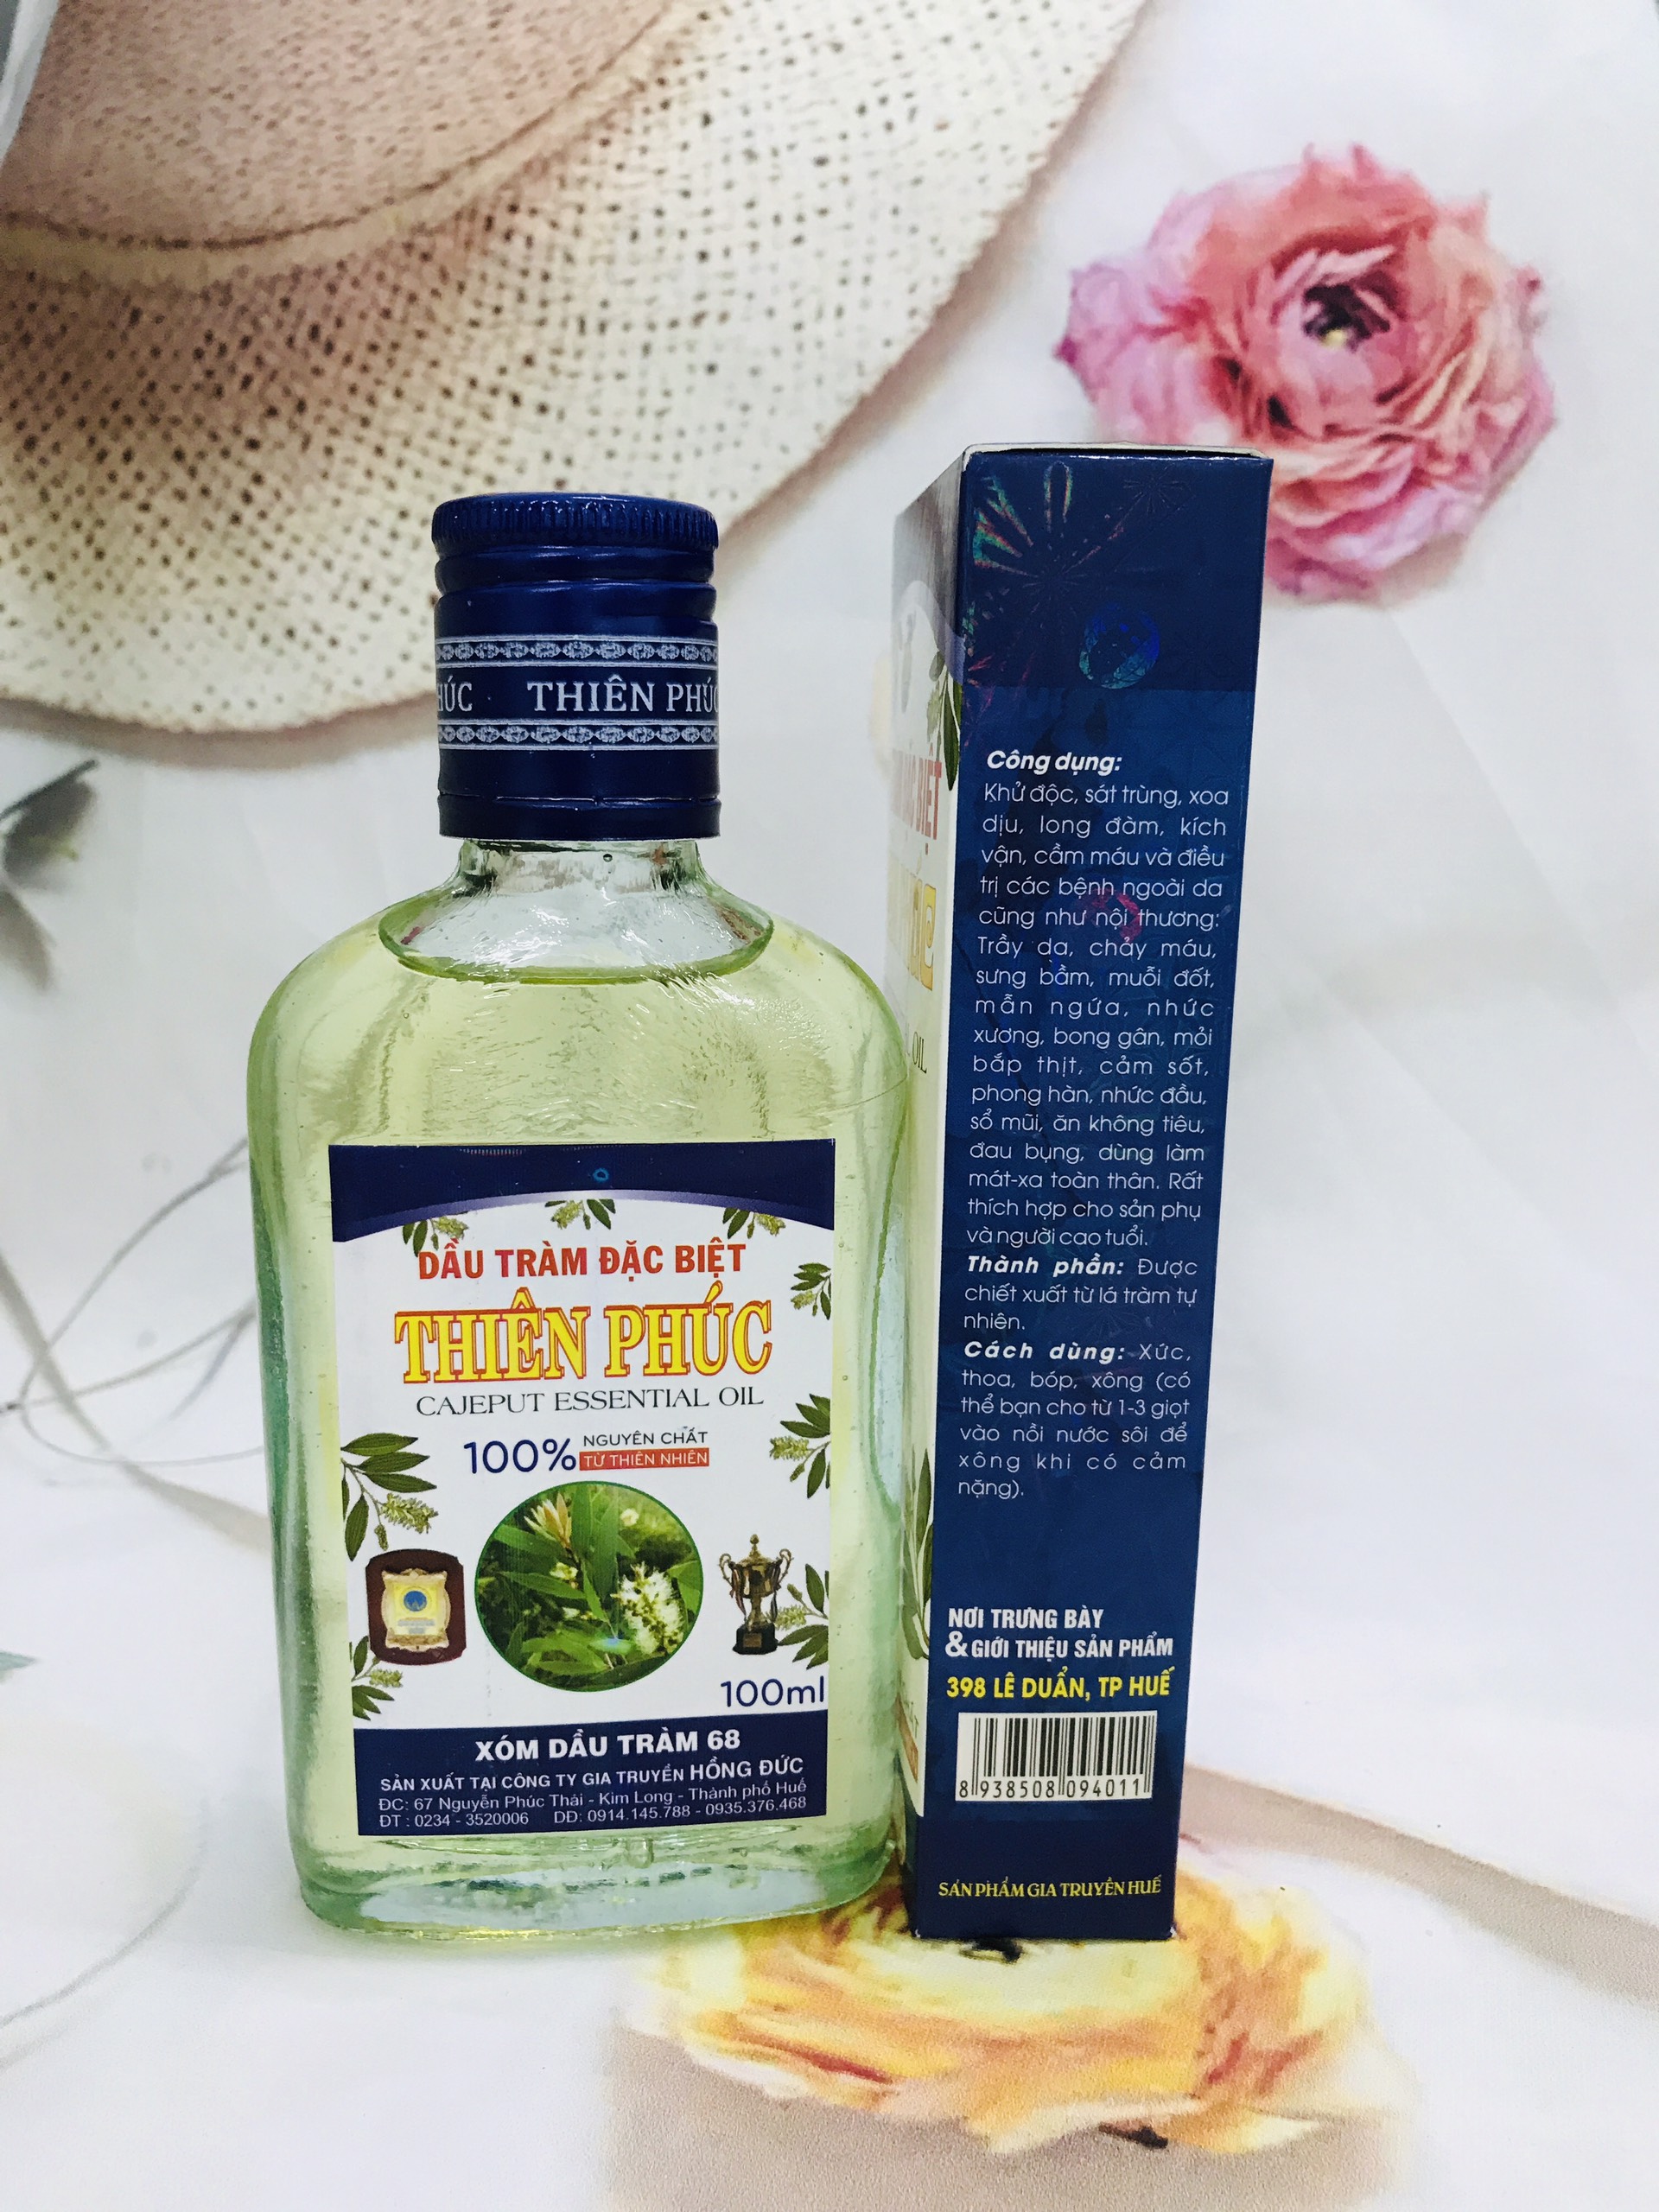 THIÊN PHÚC
DẦU TRÀM ĐẶC BIỆT
THIÊN PHÚC
CAJEPUT ESSENTIAL OIL
100% NGUYÊN CHẤT
TỪ THIÊN NHIÊN
100ml
XÓM DẦU TRÀM 68
SẢN XUẤT TẠI CÔNG TY GIA TRUYỀN HỒNG ĐỨC
ĐC: 67 Nguyễn Phúc Thái - Kim Long - Thành phố Huế
ĐT : 0234 - 3520006 DĐ: 0914.145.788 - 0935.376.468
BIỆT
OIL
Công dụng:
Khử độc, sát trùng, xoa
dịu, long đàm, kích
vận, cầm máu và điều
trị các bệnh ngoài da
cũng như nội thương:
Trầy da, chảy máu,
sưng bầm, muỗi đốt,
mẫn ngứa, nhức
xương, bong gân, mỏi
bắp thịt, cảm sốt,
phong hàn, nhức đầu,
sổ mũi, ăn không tiêu,
đau bụng, dùng làm
mát-xa toàn thân. Rất
thích hợp cho sản phụ
và người cao tuổi.
Thành phần: Được
chiết xuất từ lá tràm tự
nhiên.
Cách dùng: Xức,
thoa, bóp, xông (có
thể bạn cho từ 1-3 giọt
vào nồi nước sôi để
xông khi có cảm
nặng).
NƠI TRƯNG BÀY
& GIỚI THIỆU SẢN PHẨM
398 LÊ DUẨN, TP HUẾ
8 938508 094011
SẢN PHẨM GIA TRUYỀN HUẾ